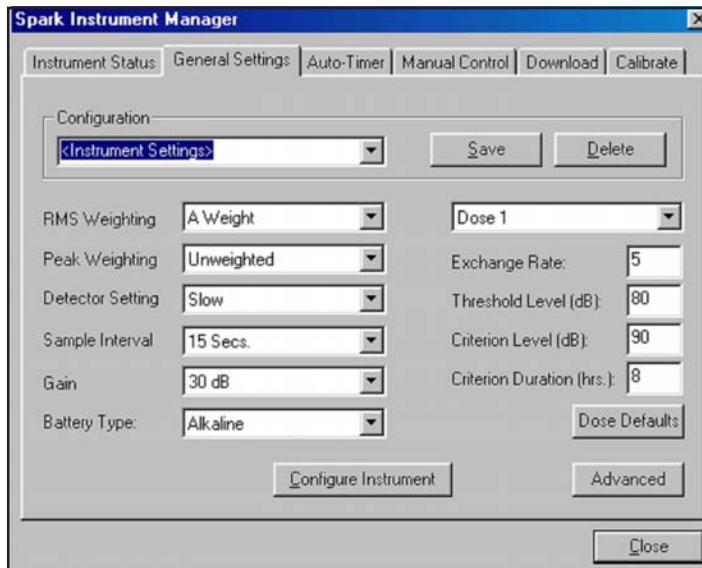 Spark Instrument Manager
Instrument Status General Settings Auto-Timer Manual Control Download Calibrate
Configuration
<Instrument Settings> Save Delete
RMS Weighting A Weight Dose 1
Peak Weighting Unweighted Exchange Rate: 5
Detector Setting Slow Threshold Level (dB): 80
Sample Interval 15 Secs. Criterion Level (dB): 90
Gain 30 dB Criterion Duration (hrs.): 8
Battery Type: Alkaline Dose Defaults
Configure Instrument Advanced
Close